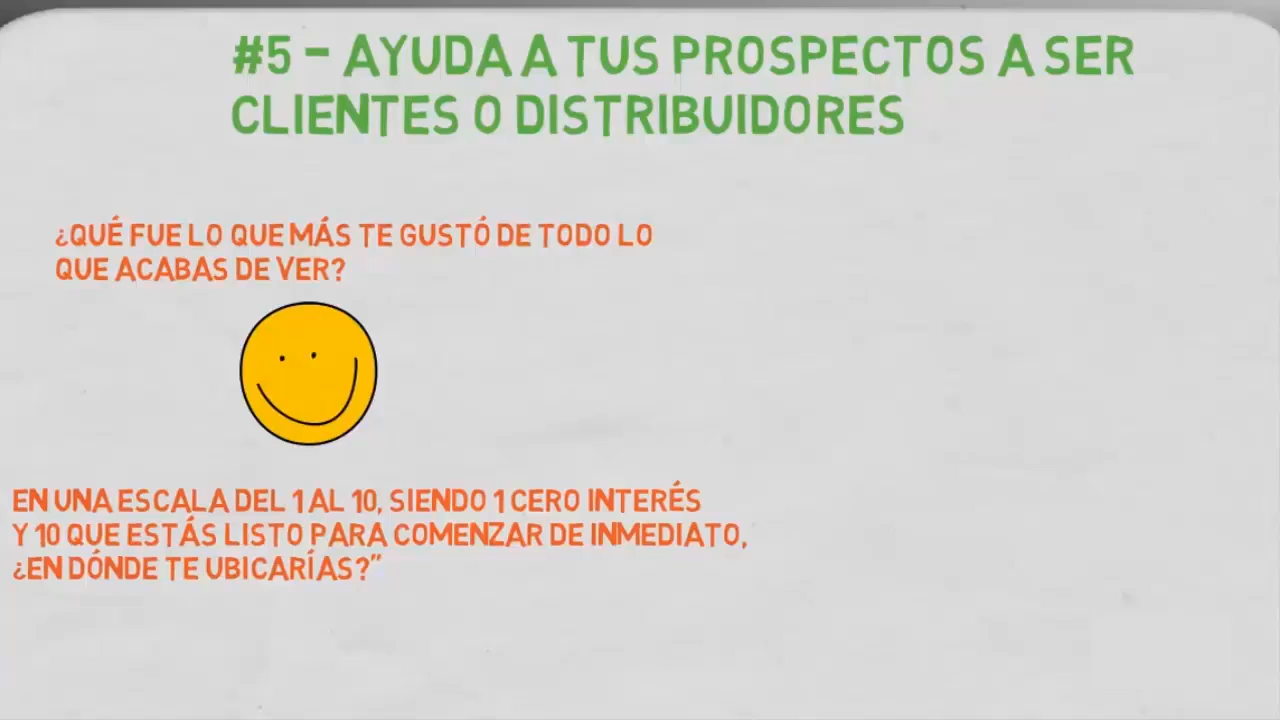 #5 - AYUDA A TUS PROSPECTOS A SER
CLIENTES O DISTRIBUIDORES
¿QUÉ FUE LO QUE MÁS TE GUSTÓ DE TODO LO
QUE ACABAS DE VER?
EN UNA ESCALA DEL 1 AL 10, SIENDO 1 CERO INTERÉS
Y 10 QUE ESTÁS LISTO PARA COMENZAR DE INMEDIATO,
¿EN DÓNDE TE UBICARÍAS?”